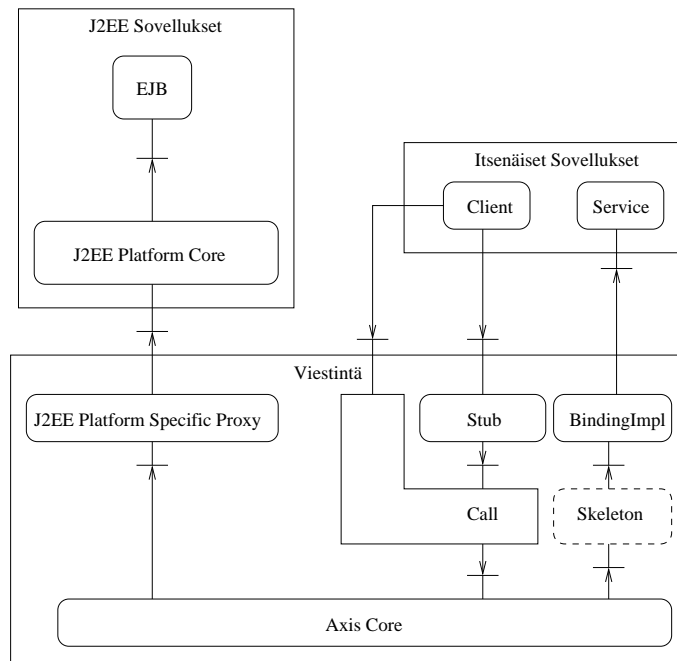 J2EE Sovellukset
EJB
Itsenäiset Sovellukset
Client
Service
J2EE Platform Core
Viestintä
J2EE Platform Specific Proxy
Stub
BindingImpl
Call
Skeleton
Axis Core